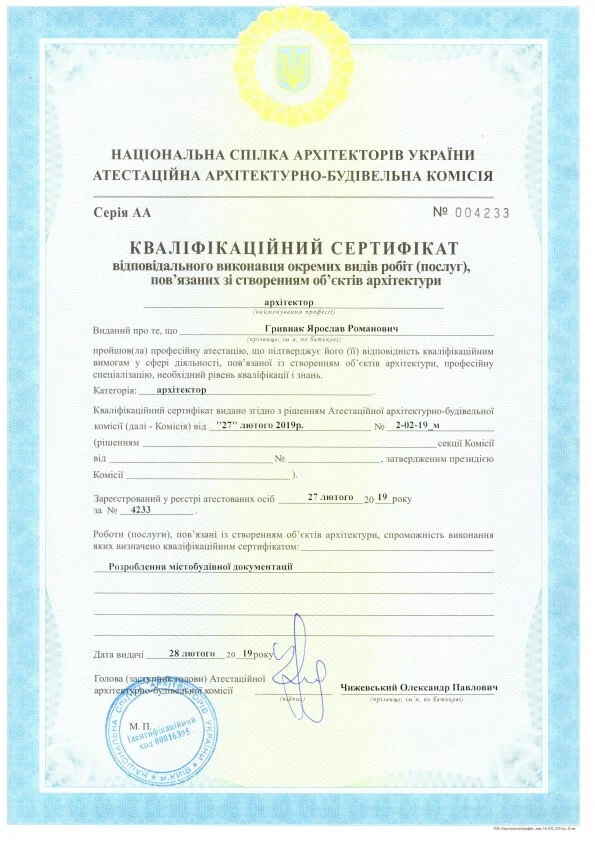 НАЦІОНАЛЬНА СПІЛКА АРХІТЕКТОРІВ УКРАЇНИ
АТЕСТАЦІЙНА АРХІТЕКТУРНО-БУДІВЕЛЬНА КОМІСІЯ
Серія АА № 004233
КВАЛІФІКАЦІЙНИЙ СЕРТИФІКАТ
відповідального виконавця окремих видів робіт (послуг),
пов’язаних зі створенням об’єктів архітектури
архітектор
(найменування професії)
Виданий про те, що Гривнак Ярослав Романович
(прізвище, ім’я, по батькові)
пройшов(ла) професійну атестацію, що підтверджує його (її) відповідність кваліфікаційним
вимогам у сфері діяльності, пов’язаної із створенням об’єктів архітектури, професійну
спеціалізацію, необхідний рівень кваліфікації і знань.
Категорія: архітектор .
Кваліфікаційний сертифікат видано згідно з рішенням Атестаційної архітектурно-будівельної
комісії (далі - Комісія) від "27" лютого 2019р. № 2-02-19_м
(рішенням секції Комісії
від № , затвердженим президією
Комісії ).
Зареєстрований у реєстрі атестованих осіб 27 лютого 20 19 року
за № 4233 .
Роботи (послуги), пов’язані із створенням об’єктів архітектури, спроможність виконання
яких визначено кваліфікаційним сертифікатом:
Розроблення містобудівної документації
Дата видачі 28 лютого 20 19 року
Голова (заступник голови) Атестаційної
архітектурно-будівельної комісії Чижевський Олександр Павлович
(підпис) (прізвище, ім’я, по батькові)
М. П.
НАЦІОНАЛЬНА СПІЛКА АРХІТЕКТОРІВ УКРАЇНИ
м.КИЇВ
Ідентифікаційний
код 00016395